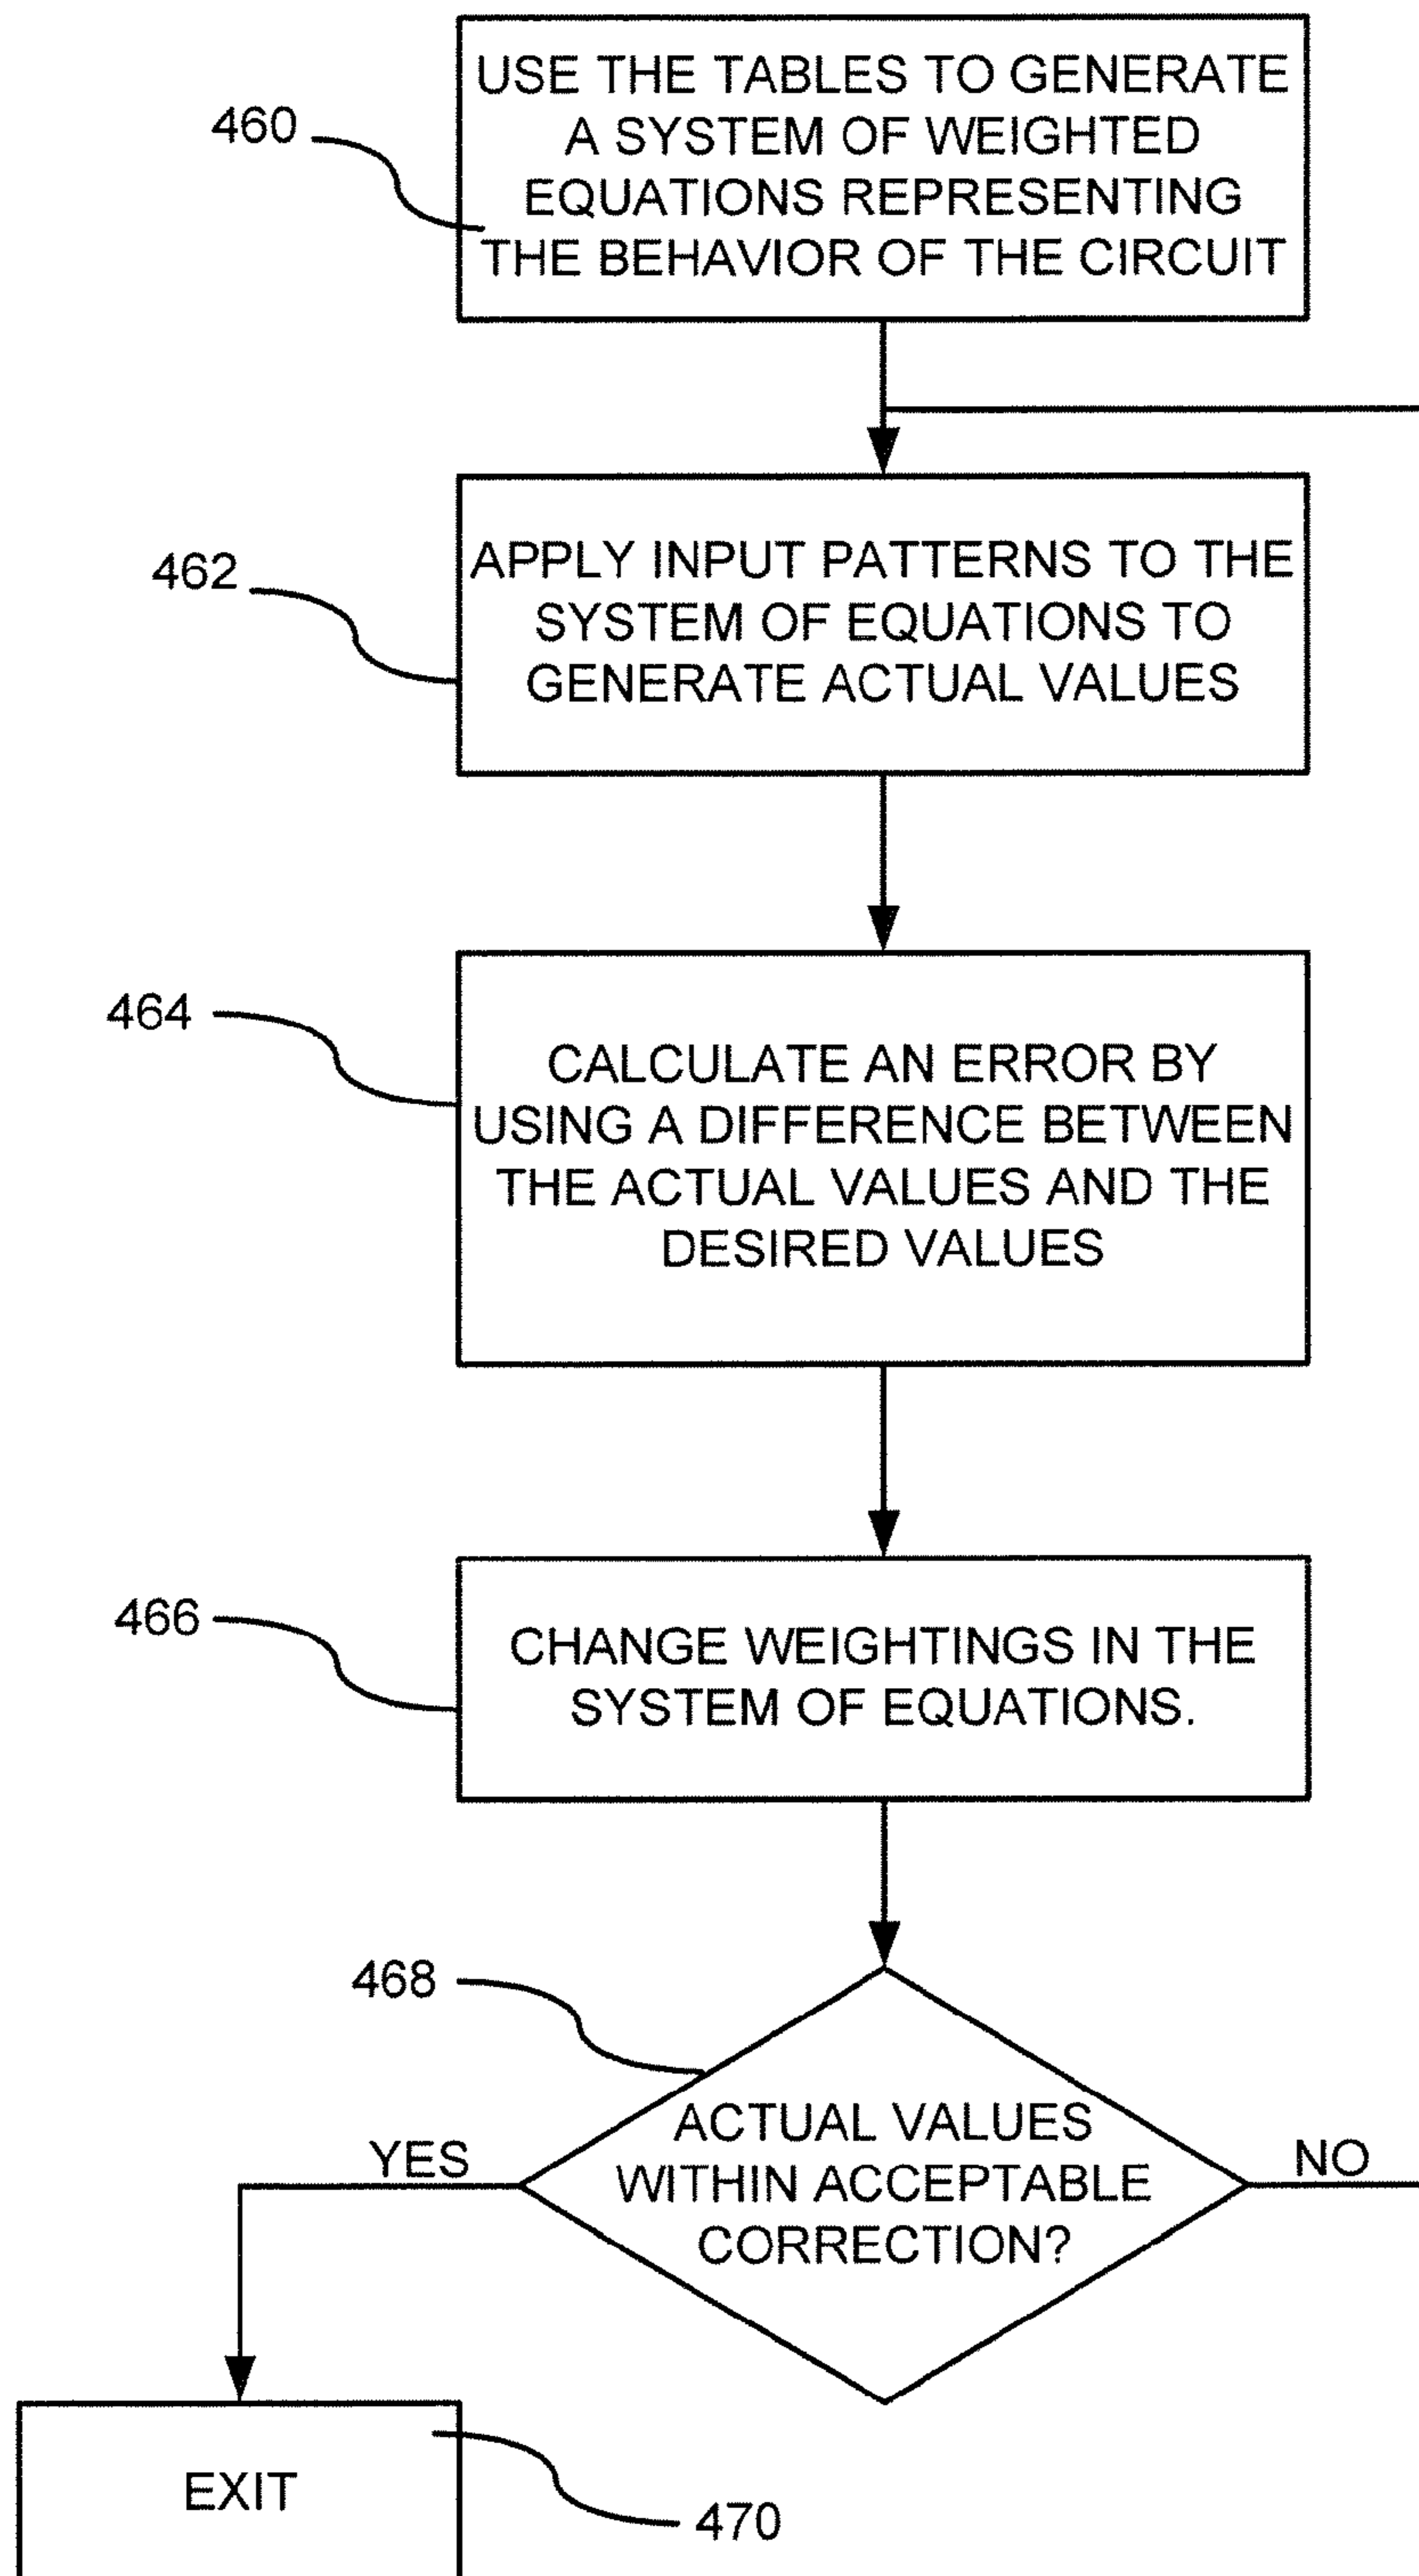 USE THE TABLES TO GENERATE
A SYSTEM OF WEIGHTED
EQUATIONS REPRESENTING
THE BEHAVIOR OF THE CIRCUIT
460
APPLY INPUT PATTERNS TO THE
SYSTEM OF EQUATIONS TO
GENERATE ACTUAL VALUES
462
CALCULATE AN ERROR BY
USING A DIFFERENCE BETWEEN
THE ACTUAL VALUES AND THE
DESIRED VALUES
464
CHANGE WEIGHTINGS IN THE
SYSTEM OF EQUATIONS.
466
468
ACTUAL VALUES
WITHIN ACCEPTABLE
CORRECTION?
YES
NO
EXIT
470